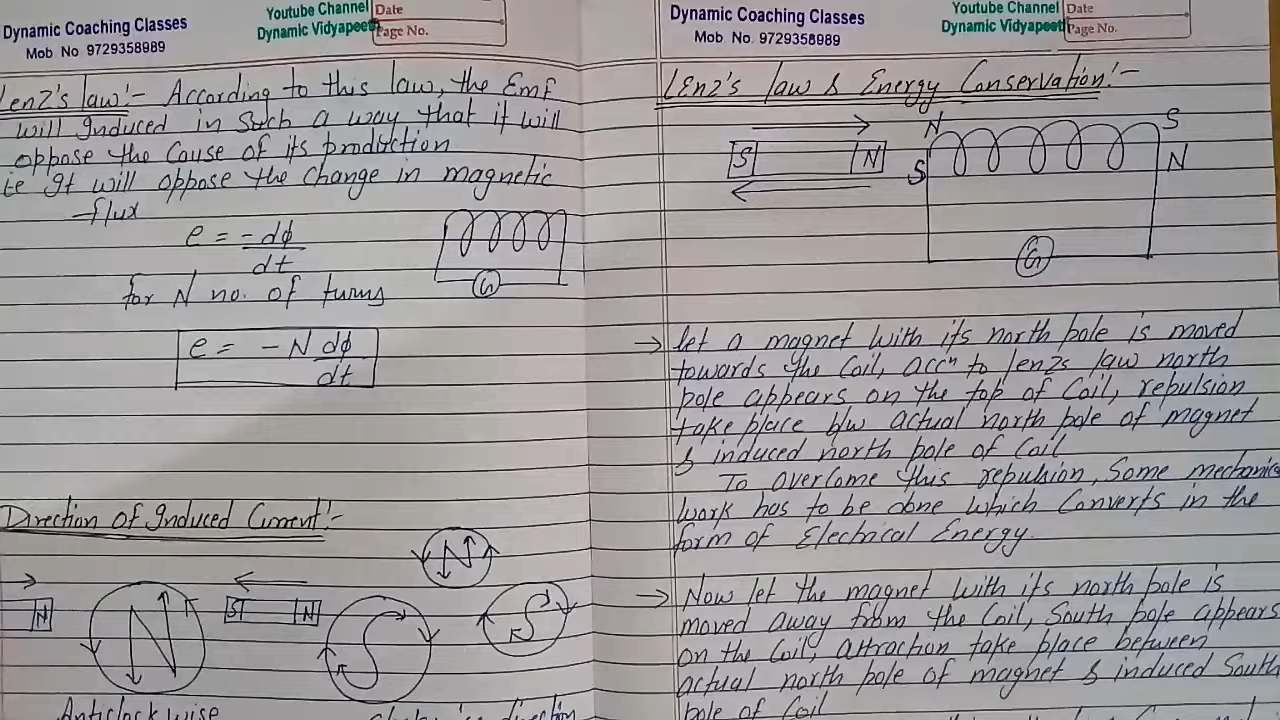 Dynamic Coaching Classes
Mob. No. 9729358989
Youtube Channel
Dynamic Vidyapeeth
Date
Page No.
Lenz's law:- According to this law, the Emf
will Induced in Such a way that it will
oppose the Cause of its production
ie It will oppose the change in magnetic
flux
e = -dφ/dt
G
for N no. of turns
e = -N dφ/dt
Direction of Induced Current:-
N
N
S N
S
N
S
Anticlockwise
direction
Dynamic Coaching Classes
Mob. No. 9729358989
Youtube Channel
Dynamic Vidyapeeth
Date
Page No.
Lenz's law & Energy Conservation:-
S N
N S
S N
G
→ let a magnet with its north pole is moved
towards the Coil, accn to lenzs law north
pole appears on the top of Coil, repulsion
take place b/w actual north pole of magnet
& induced north pole of Coil
To overcome this repulsion, Some mechanic
work has to be done which Converts in the
form of Electrical Energy.
→ Now let the magnet with its north pole is
moved away from the Coil, South pole appears
on the Coil, attraction take place between
actual north pole of magnet & induced South
pole of Coil